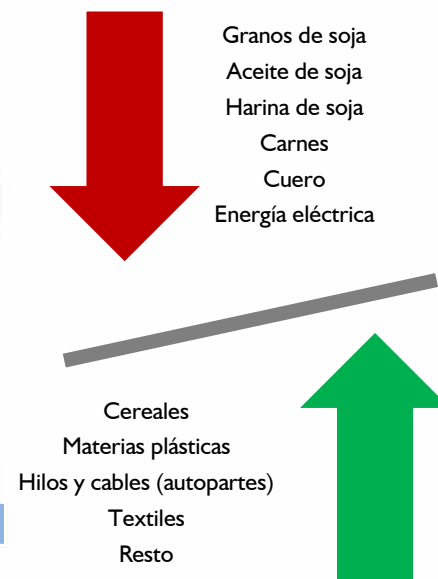 Granos de soja
Aceite de soja
Harina de soja
Carnes
Cuero
Energía eléctrica
Cereales
Materias plásticas
Hilos y cables (autopartes)
Textiles
Resto